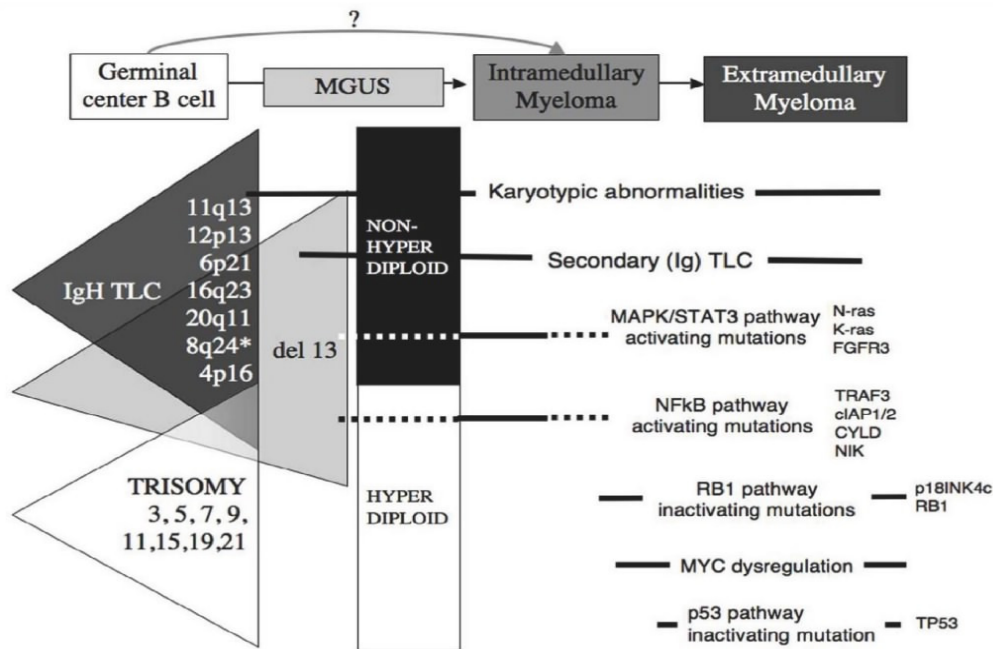 ?
Germinal
center B cell
MGUS
Intramedullary
Myeloma
Extramedullary
Myeloma
IgH TLC
11q13
12p13
6p21
16q23
20q11
8q24*
4p16
del 13
TRISOMY
3, 5, 7, 9,
11,15,19,21
NON-
HYPER
DIPLOID
HYPER
DIPLOID
Karyotypic abnormalities
Secondary (Ig) TLC
MAPK/STAT3 pathway
activating mutations
N-ras
K-ras
FGFR3
NFkB pathway
activating mutations
TRAF3
cIAP1/2
CYLD
NIK
RB1 pathway
inactivating mutations
p18INK4c
RB1
MYC dysregulation
p53 pathway
inactivating mutation
TP53